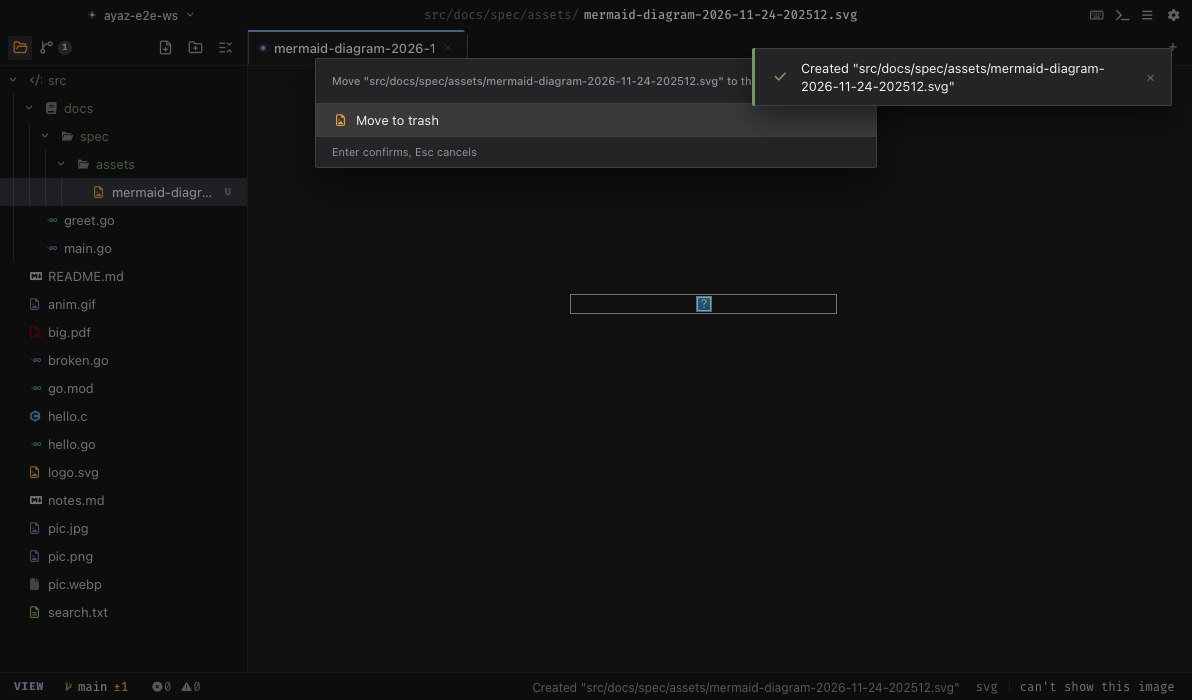 ayaz-e2e-ws
src/docs/spec/assets/ mermaid-diagram-2026-11-24-202512.svg
1
mermaid-diagram-2026-1
src
docs
spec
assets
mermaid-diagr... U
greet.go
main.go
README.md
anim.gif
big.pdf
broken.go
go.mod
hello.c
hello.go
logo.svg
notes.md
pic.jpg
pic.png
pic.webp
search.txt
Move "src/docs/spec/assets/mermaid-diagram-2026-11-24-202512.svg" to th
Move to trash
Enter confirms, Esc cancels
Created "src/docs/spec/assets/mermaid-diagram-
2026-11-24-202512.svg"
?
VIEW main ±1 0 0
Created "src/docs/spec/assets/mermaid-diagram-2026-11-24-202512.svg" svg can't show this image